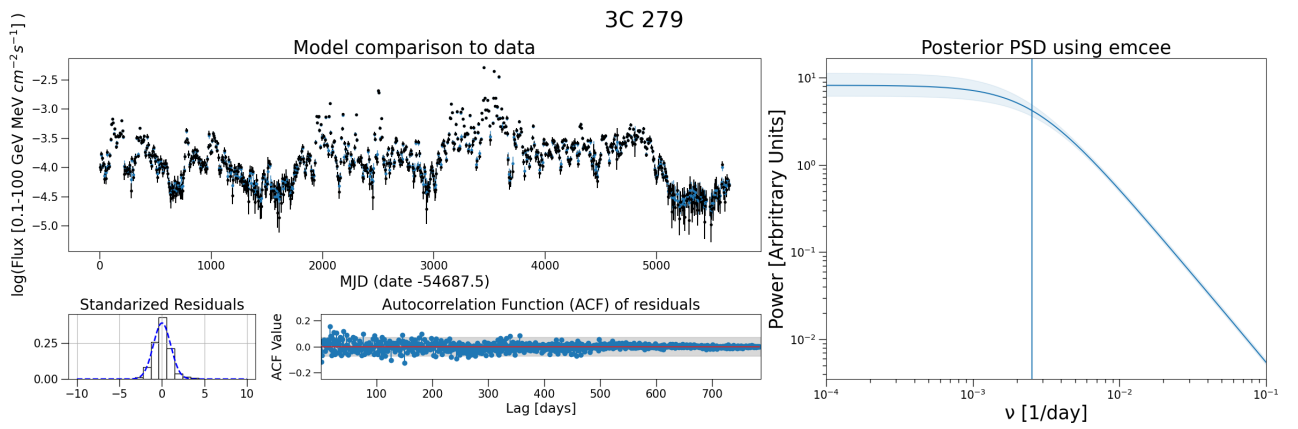 3C 279
Model comparison to data
log(Flux [0.1-100 GeV MeV cm⁻²s⁻¹] )
−2.5
−3.0
−3.5
−4.0
−4.5
−5.0
0 1000 2000 3000 4000 5000
MJD (date -54687.5)
Standarized Residuals
0.25
0.00
−10 −5 0 5 10
Autocorrelation Function (ACF) of residuals
ACF Value
0.2
0.0
−0.2
100 200 300 400 500 600 700
Lag [days]
Posterior PSD using emcee
Power [Arbritrary Units]
10¹
10⁰
10⁻¹
10⁻²
10⁻⁴ 10⁻³ 10⁻² 10⁻¹
ν [1/day]